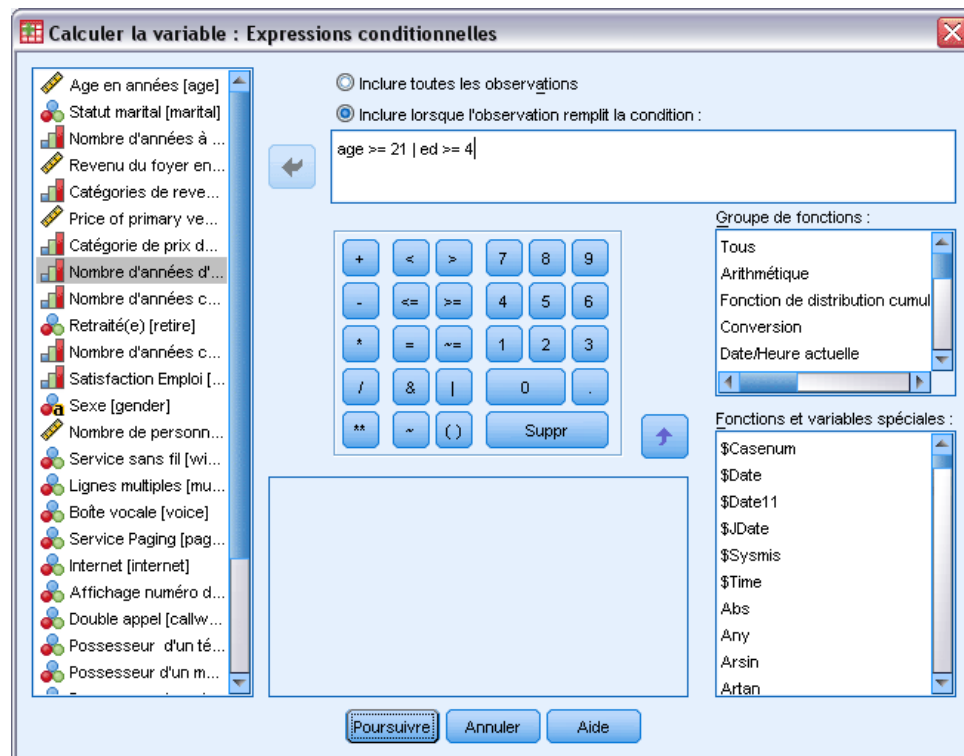 Calculer la variable : Expressions conditionnelles
Age en années [age]
Statut marital [marital]
Nombre d'années à ...
Revenu du foyer en...
Catégories de reve...
Price of primary ve...
Catégorie de prix d...
Nombre d'années d'...
Nombre d'années c...
Retraité(e) [retire]
Nombre d'années c...
Satisfaction Emploi [...
Sexe [gender]
Nombre de personn...
Service sans fil [wi...
Lignes multiples [mu...
Boîte vocale [voice]
Service Paging [pag...
Internet [internet]
Affichage numéro d...
Double appel [callw...
Possesseur d'un té...
Possesseur d'un m...
Inclure toutes les observations
Inclure lorsque l'observation remplit la condition :
age >= 21 | ed >= 4
+ < > 7 8 9
- <= >= 4 5 6
* = ~= 1 2 3
/ & | 0 .
** ~ ( ) Suppr
Groupe de fonctions :
Tous
Arithmétique
Fonction de distribution cumul
Conversion
Date/Heure actuelle
Fonctions et variables spéciales :
$Casenum
$Date
$Date11
$JDate
$Sysmis
$Time
Abs
Any
Arsin
Artan
Poursuivre
Annuler
Aide